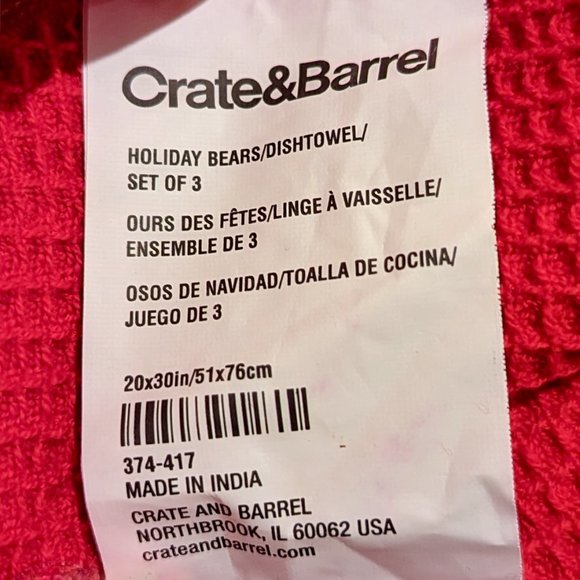 Crate&Barrel
HOLIDAY BEARS/DISHTOWEL/
SET OF 3
OURS DES FÊTES/LINGE À VAISSELLE/
ENSEMBLE DE 3
OSOS DE NAVIDAD/TOALLA DE COCINA/
JUEGO DE 3
20x30in/51x76cm
374-417
MADE IN INDIA
CRATE AND BARREL
NORTHBROOK, IL 60062 USA
crateandbarrel.com